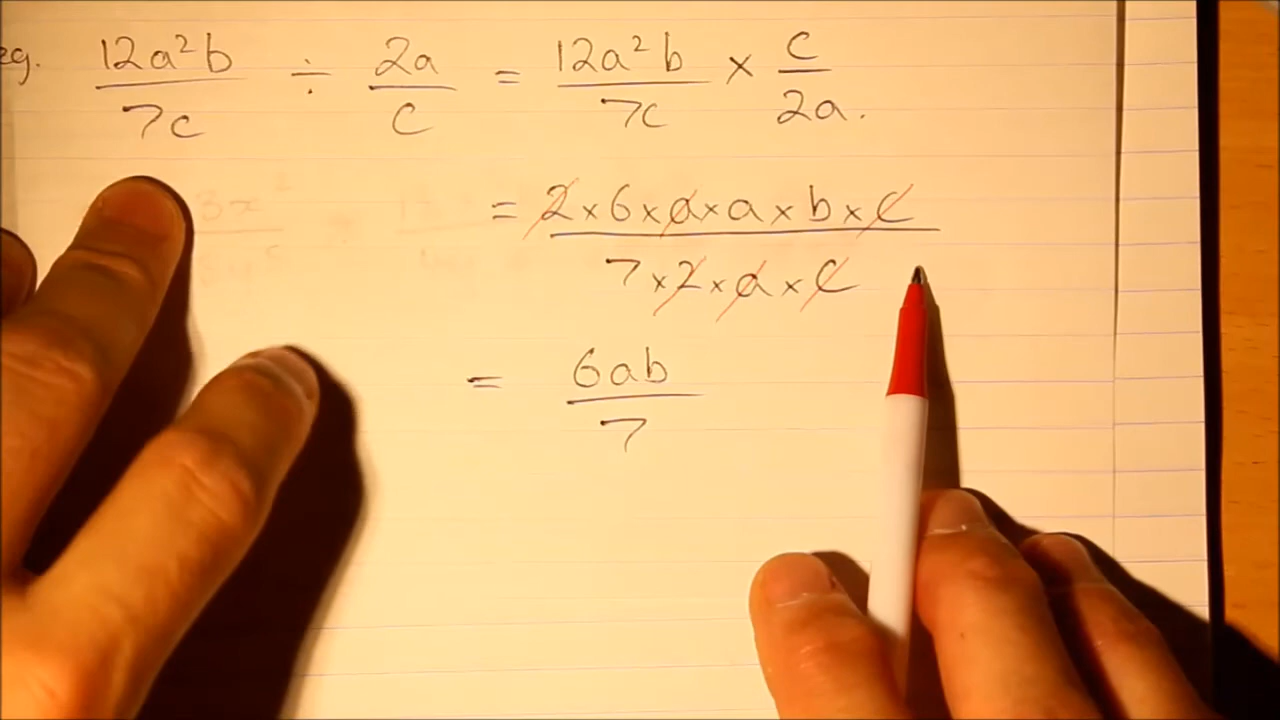 eg. 12a²b/7c ÷ 2a/c = 12a²b/7c × c/2a.
= 2×6×a×a×b×c / 7×2×a×c
= 6ab/7